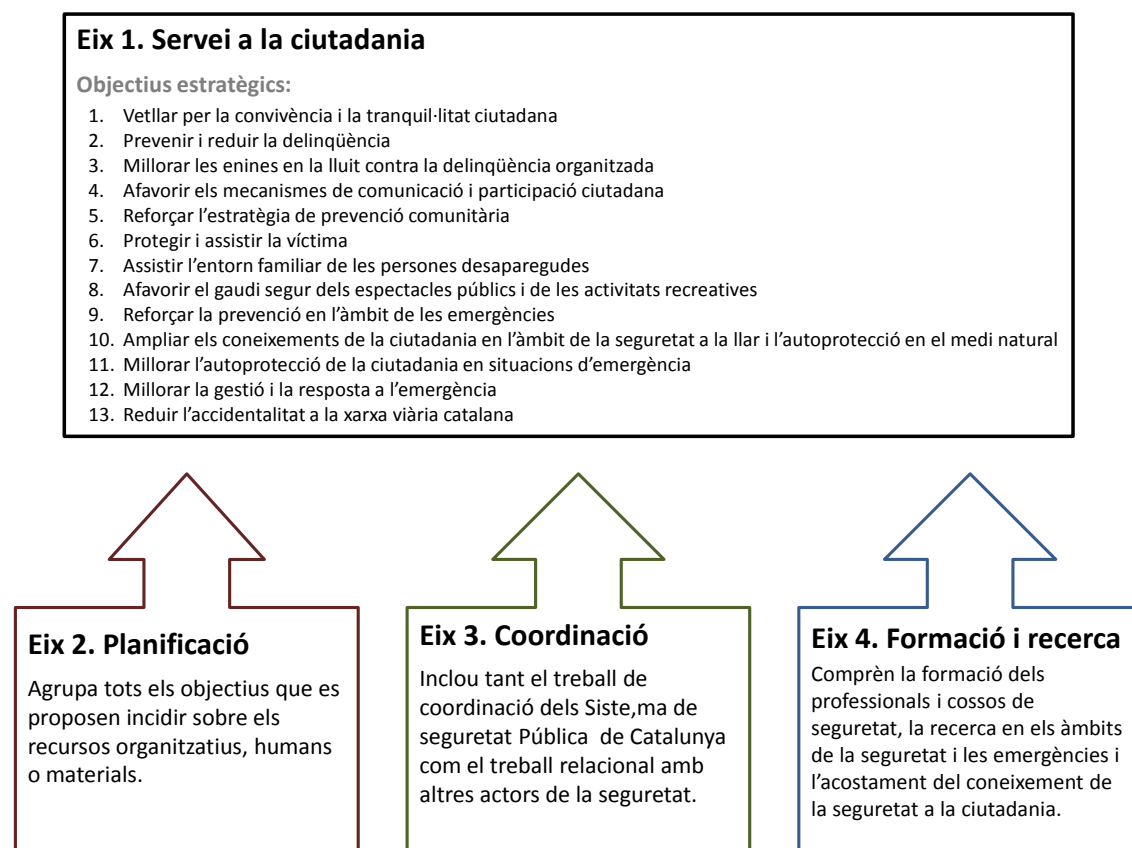 Eix 1. Servei a la ciutadania
Objectius estratègics:
1. Vetllar per la convivència i la tranquil·litat ciutadana
2. Prevenir i reduir la delinqüència
3. Millorar les enines en la lluit contra la delinqüència organitzada
4. Afavorir els mecanismes de comunicació i participació ciutadana
5. Reforçar l’estratègia de prevenció comunitària
6. Protegir i assistir la víctima
7. Assistir l’entorn familiar de les persones desaparegudes
8. Afavorir el gaudi segur dels espectacles públics i de les activitats recreatives
9. Reforçar la prevenció en l’àmbit de les emergències
10. Ampliar els coneixements de la ciutadania en l’àmbit de la seguretat a la llar i l’autoprotecció en el medi natural
11. Millorar l’autoprotecció de la ciutadania en situacions d’emergència
12. Millorar la gestió i la resposta a l’emergència
13. Reduir l’accidentalitat a la xarxa viària catalana
Eix 2. Planificació
Agrupa tots els objectius que es
proposen incidir sobre els
recursos organitzatius, humans
o materials.
Eix 3. Coordinació
Inclou tant el treball de
coordinació dels Siste,ma de
seguretat Pública de Catalunya
com el treball relacional amb
altres actors de la seguretat.
Eix 4. Formació i recerca
Comprèn la formació dels
professionals i cossos de
seguretat, la recerca en els àmbits
de la seguretat i les emergències i
l’acostament del coneixement de
la seguretat a la ciutadania.